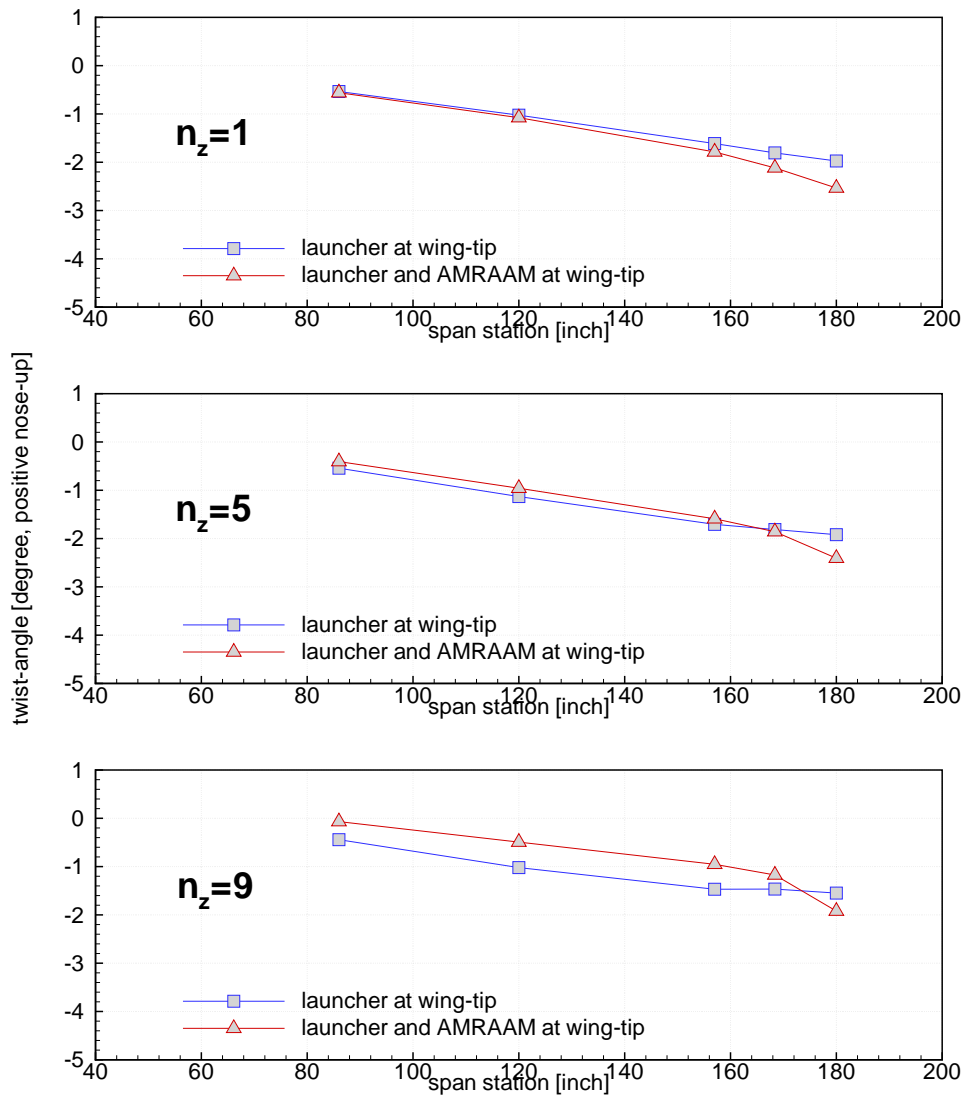 1
0
-1
-2
-3
-4
-5
n_z=1
launcher at wing-tip
launcher and AMRAAM at wing-tip
40 60 80 100 120 140 160 180 200
span station [inch]
twist-angle [degree, positive nose-up]
1
0
-1
-2
-3
-4
-5
n_z=5
launcher at wing-tip
launcher and AMRAAM at wing-tip
40 60 80 100 120 140 160 180 200
span station [inch]
1
0
-1
-2
-3
-4
-5
n_z=9
launcher at wing-tip
launcher and AMRAAM at wing-tip
40 60 80 100 120 140 160 180 200
span station [inch]